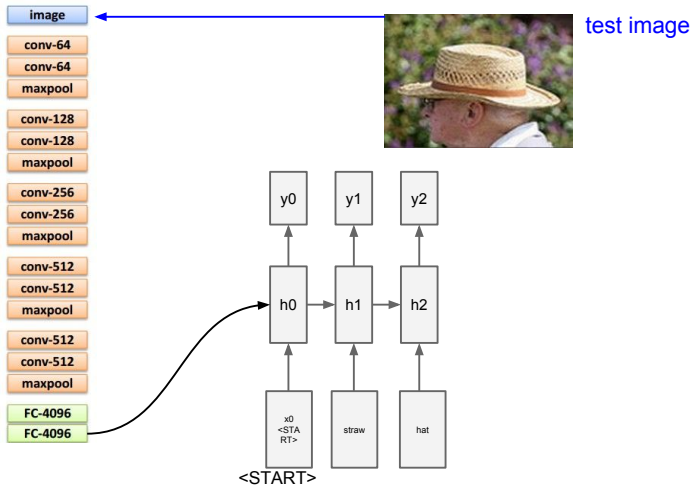 image
test image
conv-64
conv-64
maxpool
conv-128
conv-128
maxpool
conv-256
conv-256
maxpool
conv-512
conv-512
maxpool
conv-512
conv-512
maxpool
FC-4096
FC-4096
y0
y1
y2
h0
h1
h2
x0
<STA
RT>
straw
hat
<START>